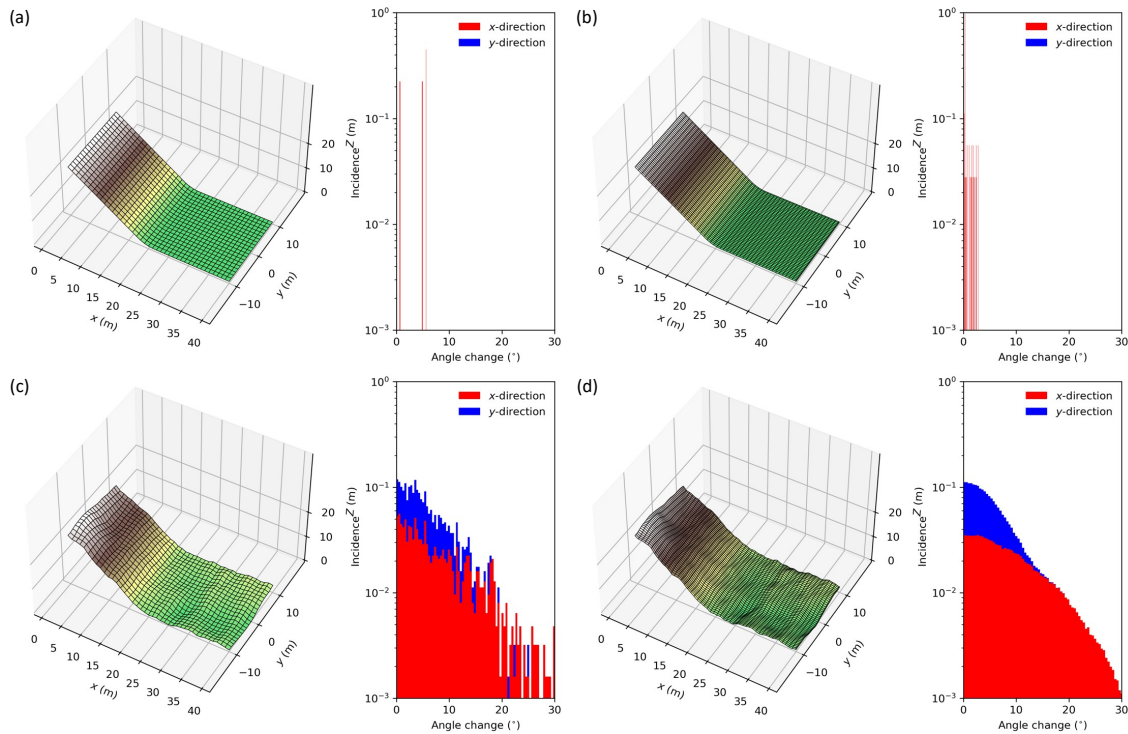 (a)
0
5
10
15
20
25
30
35
40
x (m)
−10
0
10
y (m)
0
10
20
Z (m)
10⁰
10⁻¹
10⁻²
10⁻³
Incidence
0 10 20 30
Angle change (°)
x-direction
y-direction
(b)
0
5
10
15
20
25
30
35
40
x (m)
−10
0
10
y (m)
0
10
20
Z (m)
10⁰
10⁻¹
10⁻²
10⁻³
Incidence
0 10 20 30
Angle change (°)
x-direction
y-direction
(c)
0
5
10
15
20
25
30
35
40
x (m)
−10
0
10
y (m)
0
10
20
Z (m)
10⁰
10⁻¹
10⁻²
10⁻³
Incidence
0 10 20 30
Angle change (°)
x-direction
y-direction
(d)
0
5
10
15
20
25
30
35
40
x (m)
−10
0
10
y (m)
0
10
20
Z (m)
10⁰
10⁻¹
10⁻²
10⁻³
Incidence
0 10 20 30
Angle change (°)
x-direction
y-direction